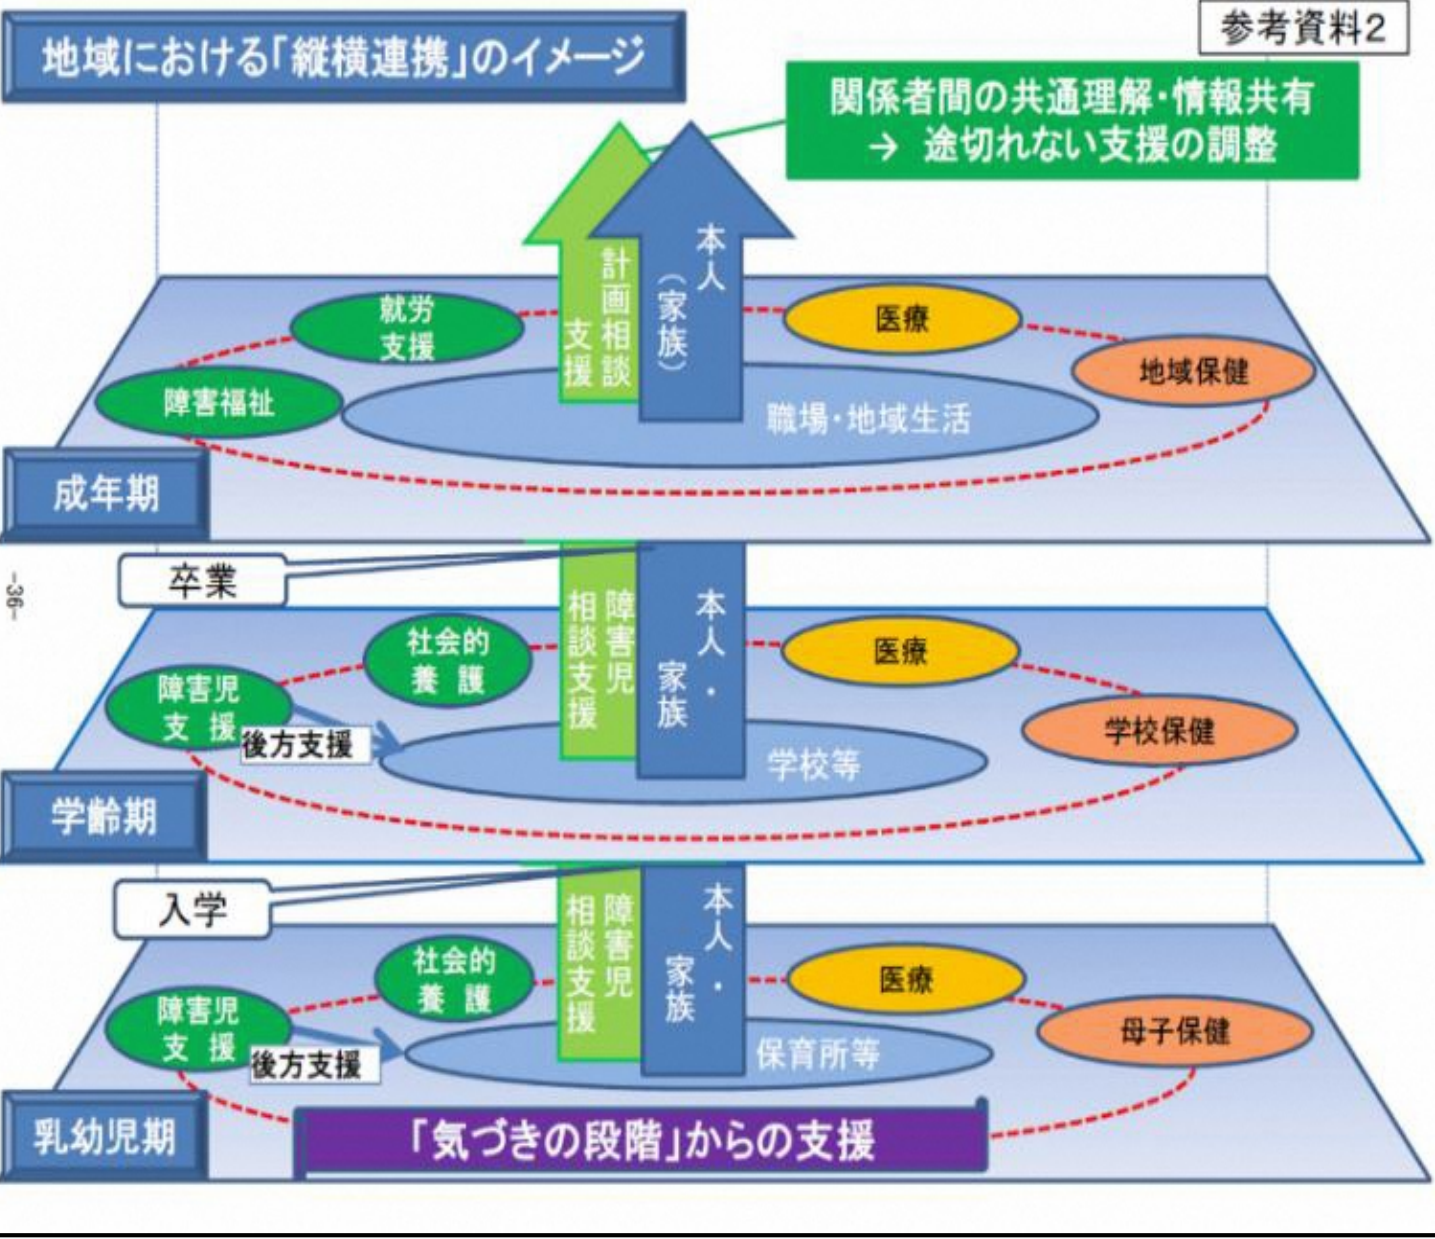 参考資料2
地域における「縦横連携」のイメージ
関係者間の共通理解・情報共有
→ 途切れない支援の調整
本人
（家族）
計画相談
支援
就労
支援
医療
地域保健
障害福祉
職場・地域生活
成年期
卒業
本人・
家族
障害児
相談支援
社会的
養 護
医療
障害児
支 援
後方支援
学校保健
学校等
学齢期
入学
本人・
家族
障害児
相談支援
社会的
養 護
医療
障害児
支 援
後方支援
母子保健
保育所等
乳幼児期
「気づきの段階」からの支援
-36-